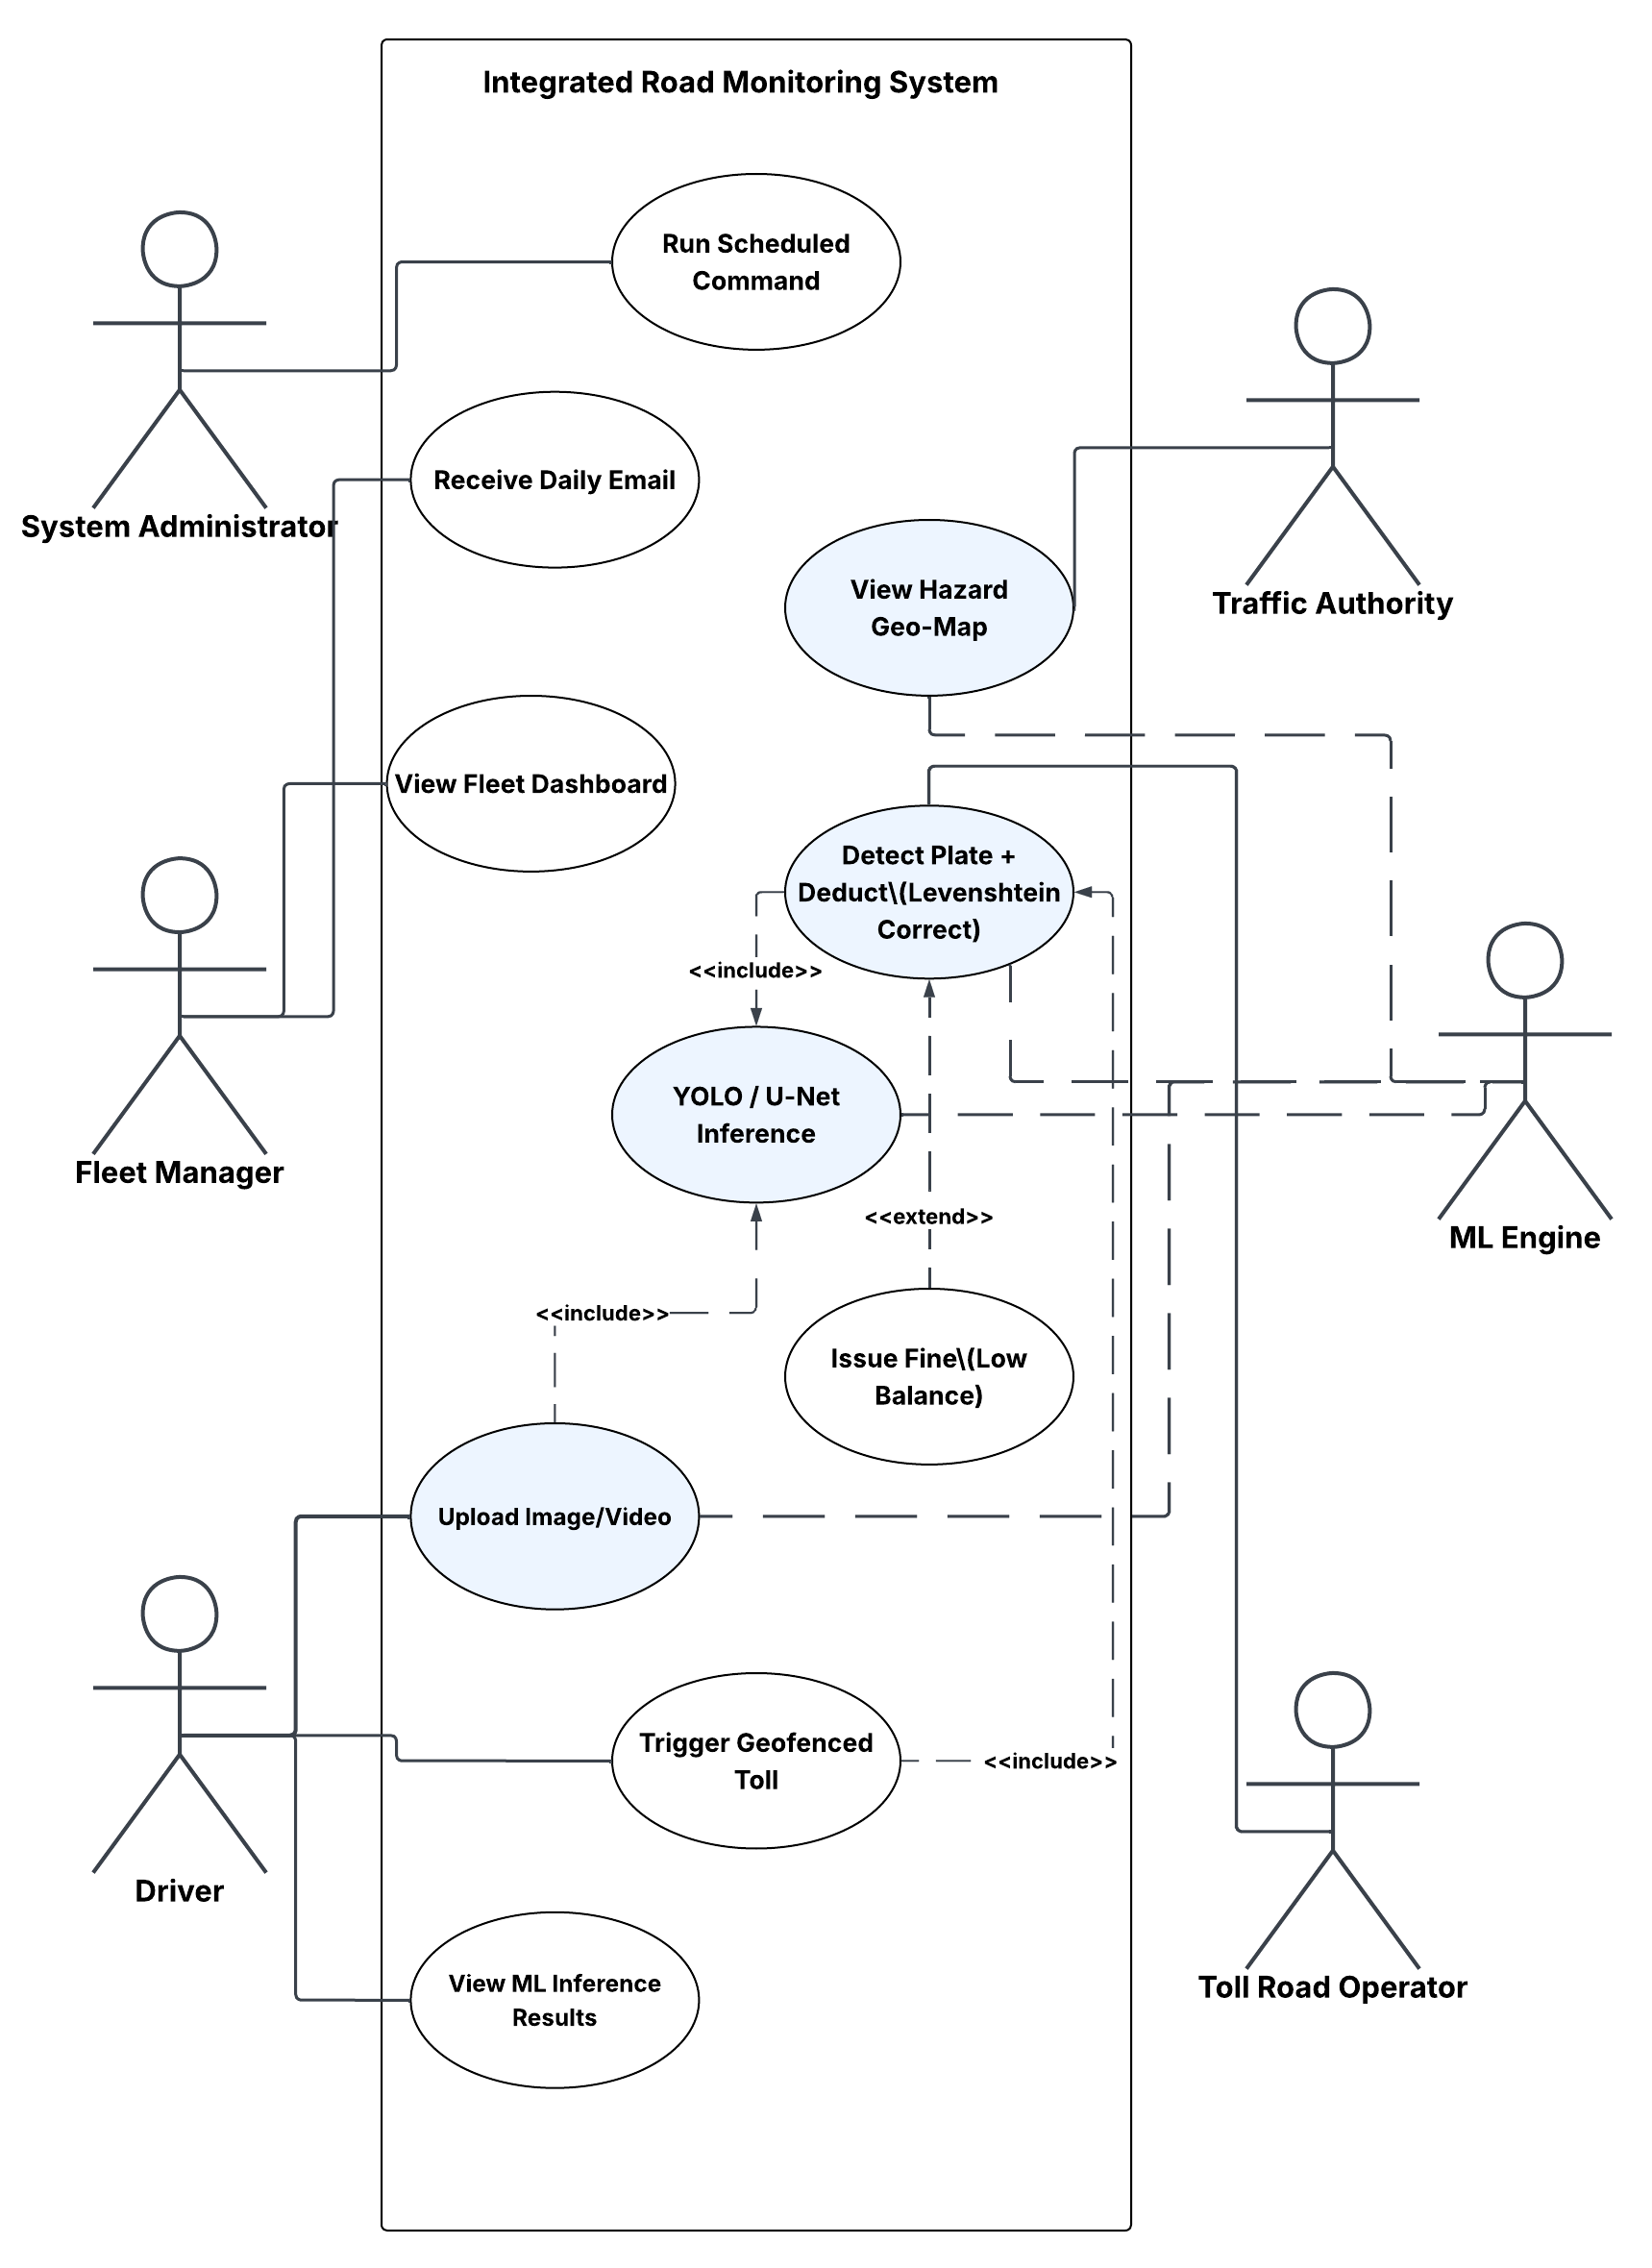 Integrated Road Monitoring System
Run Scheduled
Command
Receive Daily Email
System Administrator
View Hazard
Geo-Map
Traffic Authority
View Fleet Dashboard
Detect Plate +
Deduct\(Levenshtein
Correct)
<<include>>
YOLO / U-Net
Inference
Fleet Manager
<<extend>>
ML Engine
<<include>>
Issue Fine\(Low
Balance)
Upload Image/Video
Trigger Geofenced
Toll
<<include>>
Driver
View ML Inference
Results
Toll Road Operator